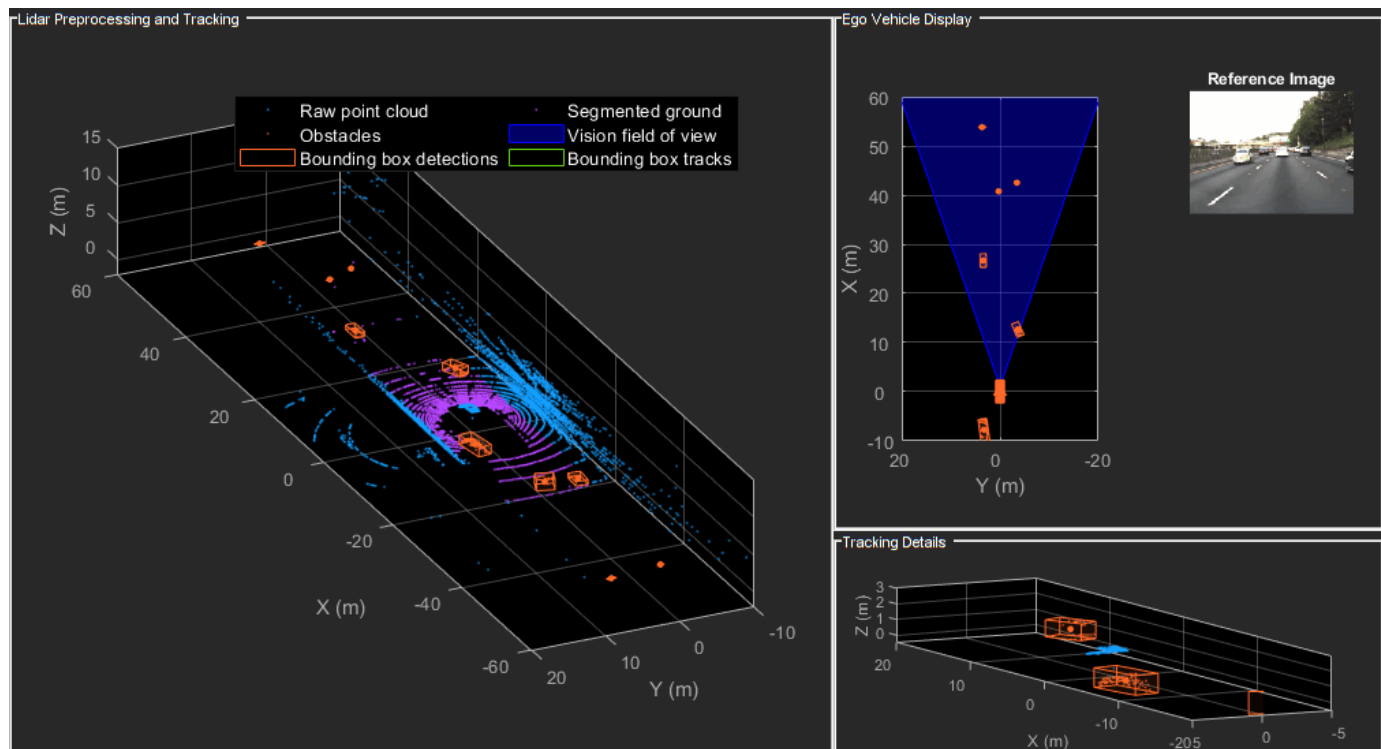 Lidar Preprocessing and Tracking
Raw point cloud
Segmented ground
Obstacles
Vision field of view
Bounding box detections
Bounding box tracks
15
10
5
0
Z (m)
60
40
20
0
-20
-40
-60
X (m)
20
10
0
-10
Y (m)
Ego Vehicle Display
60
50
40
30
20
10
0
-10
X (m)
20
0
-20
Y (m)
Reference Image
Tracking Details
3
2
1
0
Z (m)
20
10
0
-10
-205
0
-5
X (m)